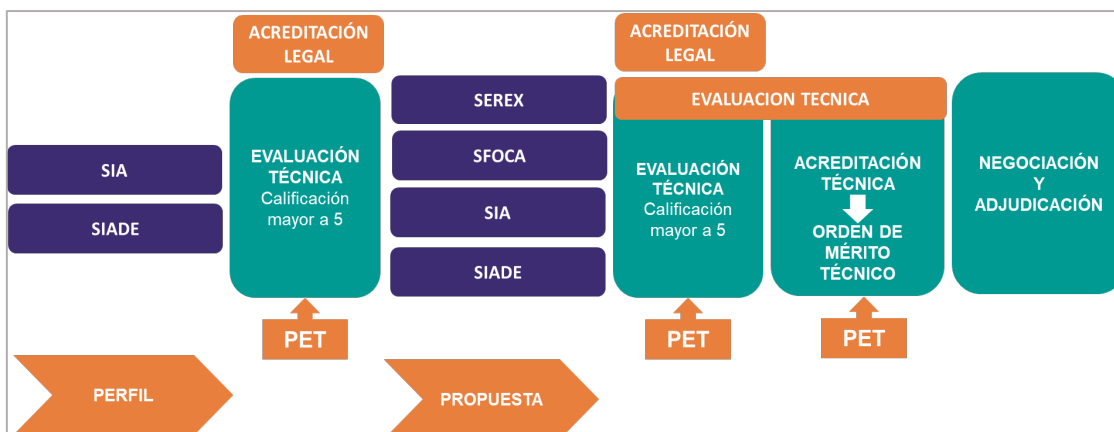 ACREDITACIÓN
LEGAL
SIA
SIADE
EVALUACIÓN
TÉCNICA
Calificación
mayor a 5
PET
PERFIL
SEREX
SFOCA
SIA
SIADE
PROPUESTA
ACREDITACIÓN
LEGAL
EVALUACION TECNICA
EVALUACIÓN
TÉCNICA
Calificación
mayor a 5
PET
ACREDITACIÓN
TÉCNICA
ORDEN DE
MÉRITO
TÉCNICO
PET
NEGOCIACIÓN
Y
ADJUDICACIÓN